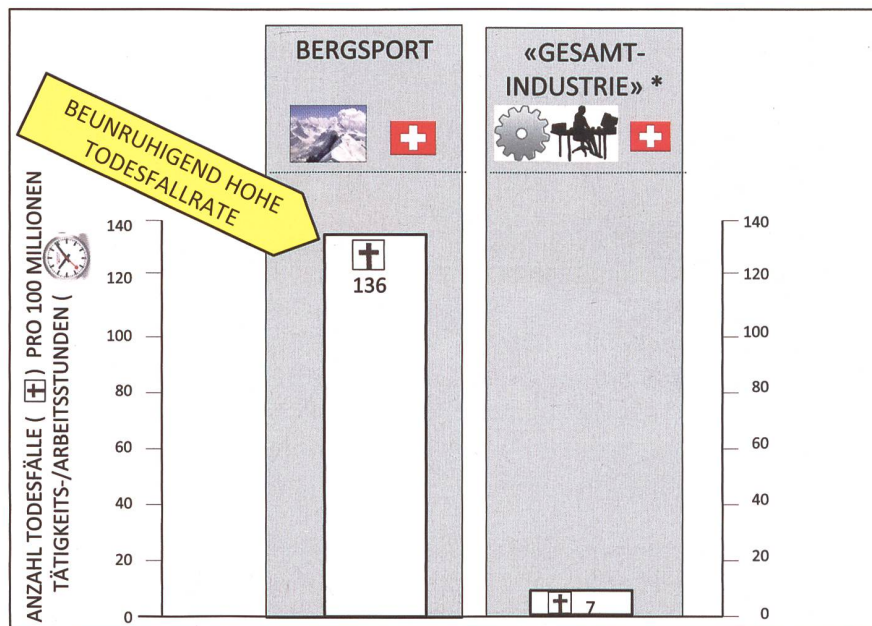 BERGSPORT
«GESAMT-
INDUSTRIE» *
BEUNRUHIGEND HOHE
TODESFALLRATE
ANZAHL TODESFÄLLE ( ) PRO 100 MILLIONEN
TÄTIGKEITS-/ARBEITSSTUNDEN (
140
120
100
80
60
40
20
0
136
7
140
120
100
80
60
40
20
0